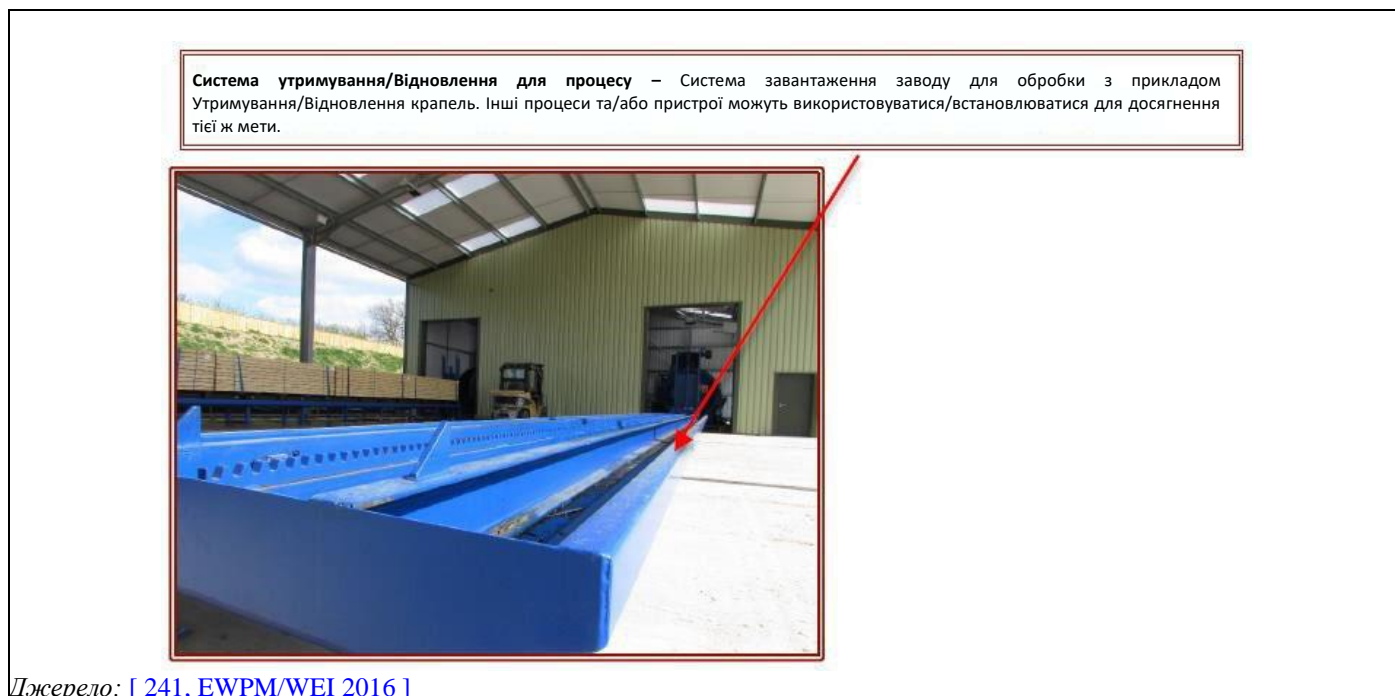 Система утримування/Відновлення для процесу – Система завантаження заводу для обробки з прикладом
Утримування/Відновлення крапель. Інші процеси та/або пристрої можуть використовуватися/встановлюватися для досягнення
тієї ж мети.
Джерело: [ 241, EWPM/WEI 2016 ]